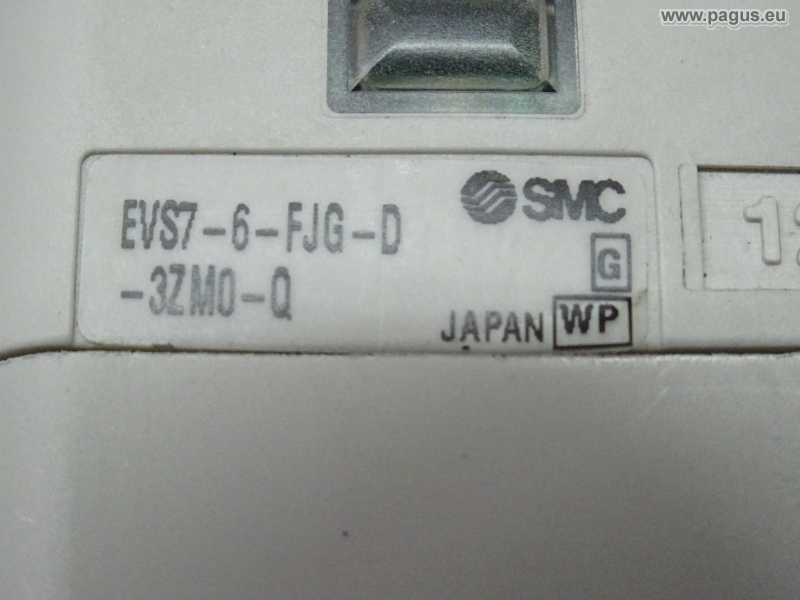 www.pagus.eu
EVS7-6-FJG-D
-3ZM0-Q
SMC
G
JAPAN WP